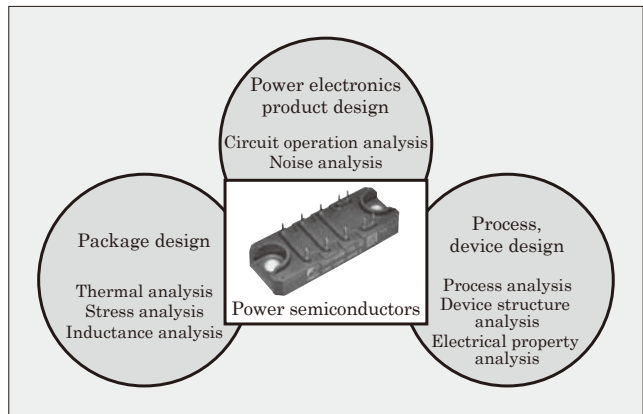 Power electronics
product design
Circuit operation analysis
Noise analysis
Package design
Thermal analysis
Stress analysis
Inductance analysis
Power semiconductors
Process,
device design
Process analysis
Device structure
analysis
Electrical property
analysis